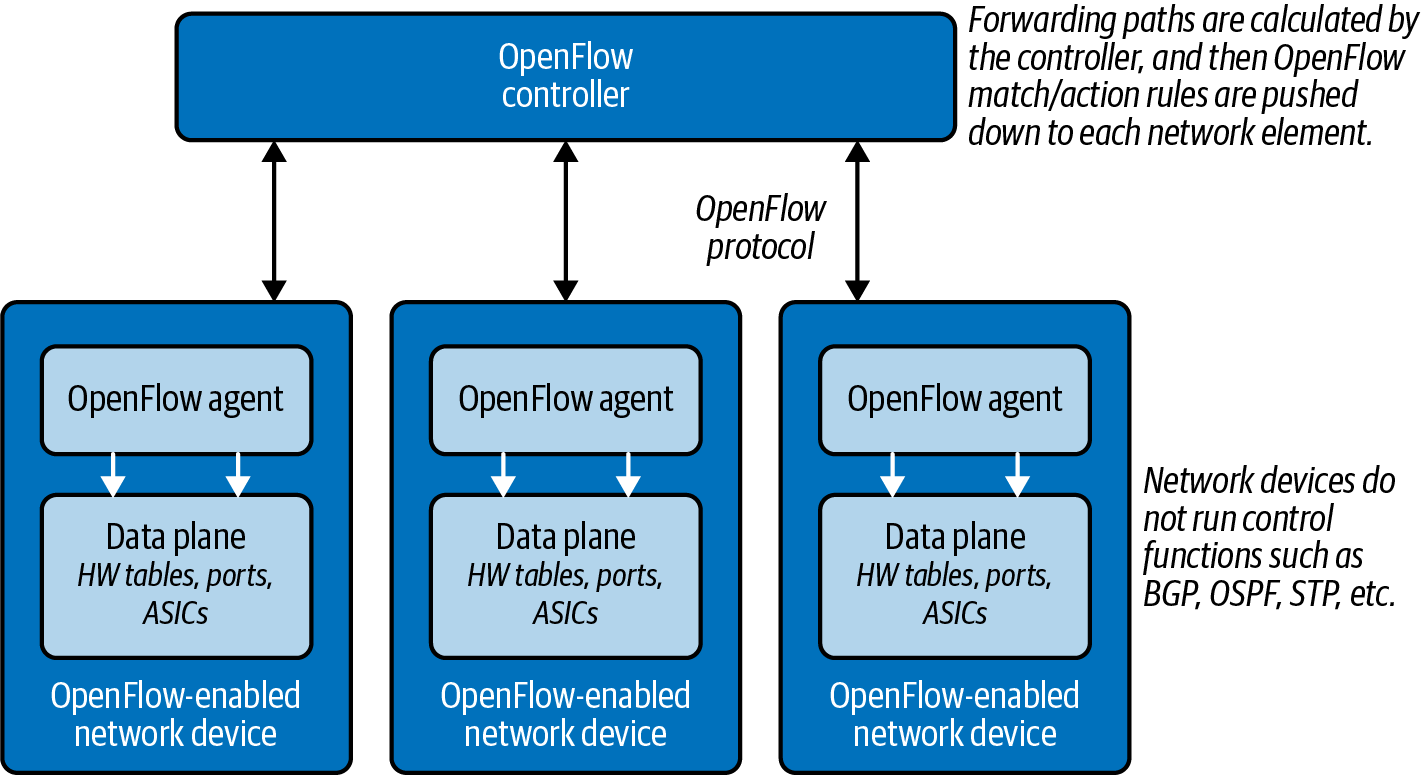 OpenFlow
controller
Forwarding paths are calculated by
the controller, and then OpenFlow
match/action rules are pushed
down to each network element.
OpenFlow
protocol
OpenFlow agent
Data plane
HW tables, ports,
ASICs
OpenFlow-enabled
network device
OpenFlow agent
Data plane
HW tables, ports,
ASICs
OpenFlow-enabled
network device
OpenFlow agent
Data plane
HW tables, ports,
ASICs
OpenFlow-enabled
network device
Network devices do
not run control
functions such as
BGP, OSPF, STP, etc.